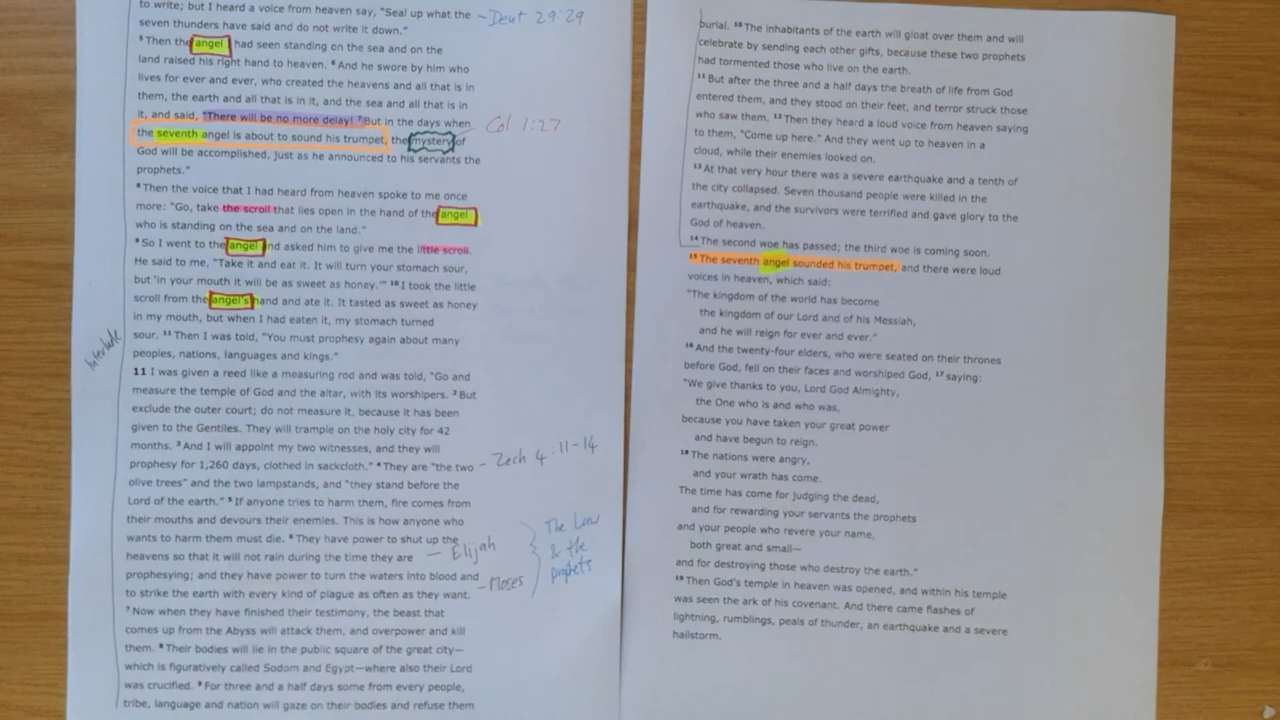 to write; but I heard a voice from heaven say, "Seal up what the – Deut 29:29
seven thunders have said and do not write it down."
⁵ Then the angel I had seen standing on the sea and on the
land raised his right hand to heaven. ⁶ And he swore by him who
lives for ever and ever, who created the heavens and all that is in
them, the earth and all that is in it, and the sea and all that is in
it, and said, "There will be no more delay! ⁷ But in the days when
the seventh angel is about to sound his trumpet, the mystery of
Col 1:27
God will be accomplished, just as he announced to his servants the
prophets."
⁸ Then the voice that I had heard from heaven spoke to me once
more: "Go, take the scroll that lies open in the hand of the angel
who is standing on the sea and on the land."
⁹ So I went to the angel and asked him to give me the little scroll.
He said to me, "Take it and eat it. It will turn your stomach sour,
but 'in your mouth it will be as sweet as honey.'" ¹⁰ I took the little
scroll from the angel's hand and ate it. It tasted as sweet as honey
in my mouth, but when I had eaten it, my stomach turned
sour. ¹¹ Then I was told, "You must prophesy again about many
peoples, nations, languages and kings."
Interlude
11 I was given a reed like a measuring rod and was told, "Go and
measure the temple of God and the altar, with its worshipers. ² But
exclude the outer court; do not measure it, because it has been
given to the Gentiles. They will trample on the holy city for 42
months. ³ And I will appoint my two witnesses, and they will
prophesy for 1,260 days, clothed in sackcloth." ⁴ They are "the two – Zech 4:11-14
olive trees" and the two lampstands, and "they stand before the
Lord of the earth." ⁵ If anyone tries to harm them, fire comes from
their mouths and devours their enemies. This is how anyone who
wants to harm them must die. ⁶ They have power to shut up the
heavens so that it will not rain during the time they are – Elijah
prophesying; and they have power to turn the waters into blood and – Moses
The Law
& the
prophets
to strike the earth with every kind of plague as often as they want.
⁷ Now when they have finished their testimony, the beast that
comes up from the Abyss will attack them, and overpower and kill
them. ⁸ Their bodies will lie in the public square of the great city—
which is figuratively called Sodom and Egypt—where also their Lord
was crucified. ⁹ For three and a half days some from every people,
tribe, language and nation will gaze on their bodies and refuse them
burial. ¹⁰ The inhabitants of the earth will gloat over them and will
celebrate by sending each other gifts, because these two prophets
had tormented those who live on the earth.
¹¹ But after the three and a half days the breath of life from God
entered them, and they stood on their feet, and terror struck those
who saw them. ¹² Then they heard a loud voice from heaven saying
to them, "Come up here." And they went up to heaven in a
cloud, while their enemies looked on.
¹³ At that very hour there was a severe earthquake and a tenth of
the city collapsed. Seven thousand people were killed in the
earthquake, and the survivors were terrified and gave glory to the
God of heaven.
¹⁴ The second woe has passed; the third woe is coming soon.
¹⁵ The seventh angel sounded his trumpet, and there were loud
voices in heaven, which said:
"The kingdom of the world has become
the kingdom of our Lord and of his Messiah,
and he will reign for ever and ever."
¹⁶ And the twenty-four elders, who were seated on their thrones
before God, fell on their faces and worshiped God, ¹⁷ saying:
"We give thanks to you, Lord God Almighty,
the One who is and who was,
because you have taken your great power
and have begun to reign.
¹⁸ The nations were angry,
and your wrath has come.
The time has come for judging the dead,
and for rewarding your servants the prophets
and your people who revere your name,
both great and small—
and for destroying those who destroy the earth."
¹⁹ Then God's temple in heaven was opened, and within his temple
was seen the ark of his covenant. And there came flashes of
lightning, rumblings, peals of thunder, an earthquake and a severe
hailstorm.